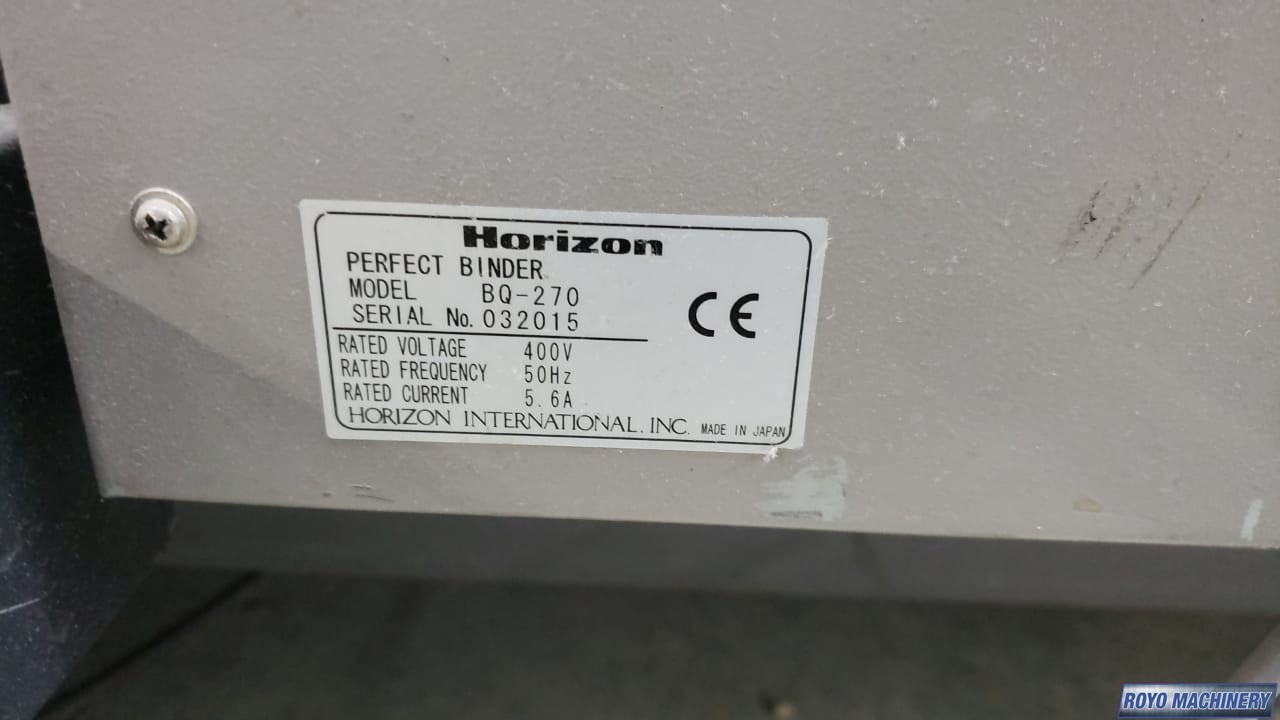 Horizon
PERFECT BINDER
MODEL BQ-270
SERIAL No. 032015
CE
RATED VOLTAGE 400V
RATED FREQUENCY 50Hz
RATED CURRENT 5.6A
HORIZON INTERNATIONAL, INC. MADE IN JAPAN
ROYO MACHINERY